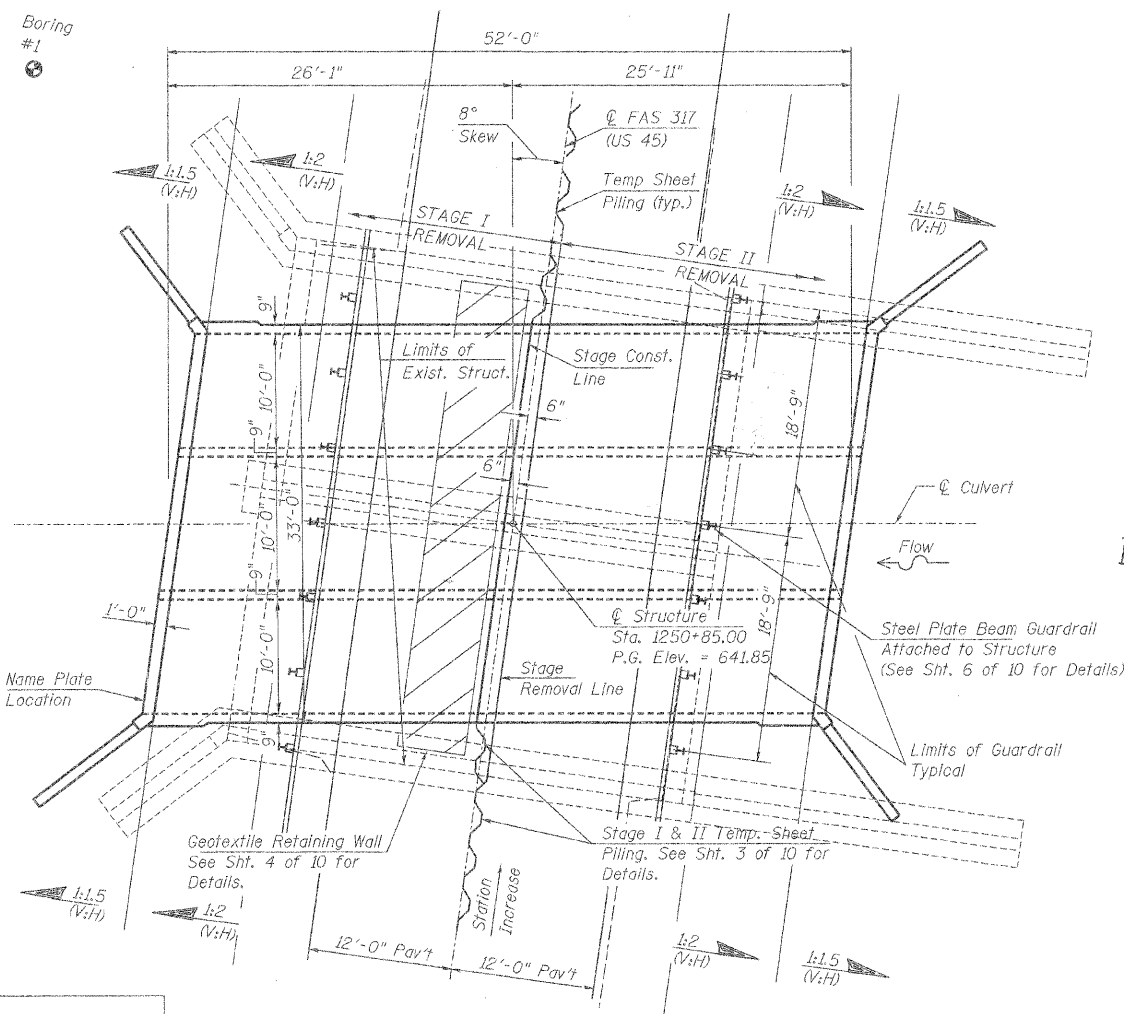 Boring
#1
52'-0"
26'-1"
25'-11"
8°
Skew
℄ FAS 317
(US 45)
Temp Sheet
Piling (typ.)
1:1.5
(V:H)
1:2
(V:H)
1:2
(V:H)
1:1.5
(V:H)
STAGE I
REMOVAL
STAGE II
REMOVAL
9"
Limits of
Exist. Struct.
Stage Const.
Line
6"
10'-0"
18'-9"
9"
6"
℄ Culvert
10'-0"
33'-0"
Flow
9"
1'-0"
℄ Structure
Sta. 1250+85.00
P.G. Elev. = 641.85
18'-9"
Steel Plate Beam Guardrail
Attached to Structure
(See Sht. 6 of 10 for Details)
10'-0"
Name Plate
Location
Stage
Removal Line
9"
Limits of Guardrail
Typical
Geotextile Retaining Wall
See Sht. 4 of 10 for
Details.
Stage I & II Temp. Sheet
Piling. See Sht. 3 of 10 for
Details.
Station
Increase
1:1.5
(V:H)
1:2
(V:H)
12'-0" Pav't
12'-0" Pav't
1:2
(V:H)
1:1.5
(V:H)